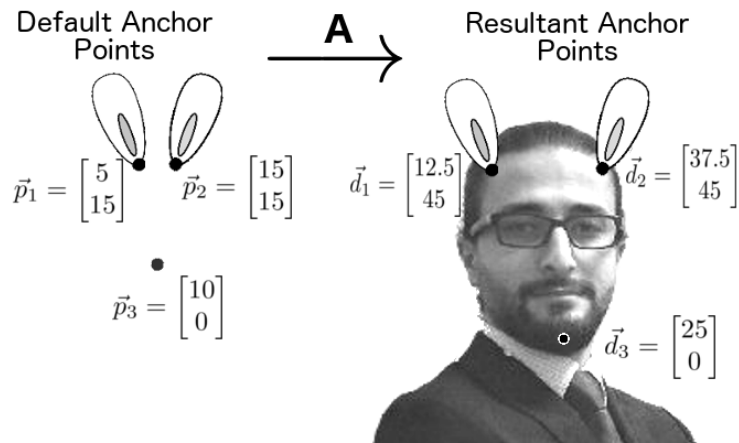 Default Anchor
Points
A
Resultant Anchor
Points
p⃗₁ = [5 15]
p⃗₂ = [15 15]
d⃗₁ = [12.5 45]
d⃗₂ = [37.5 45]
p⃗₃ = [10 0]
d⃗₃ = [25 0]